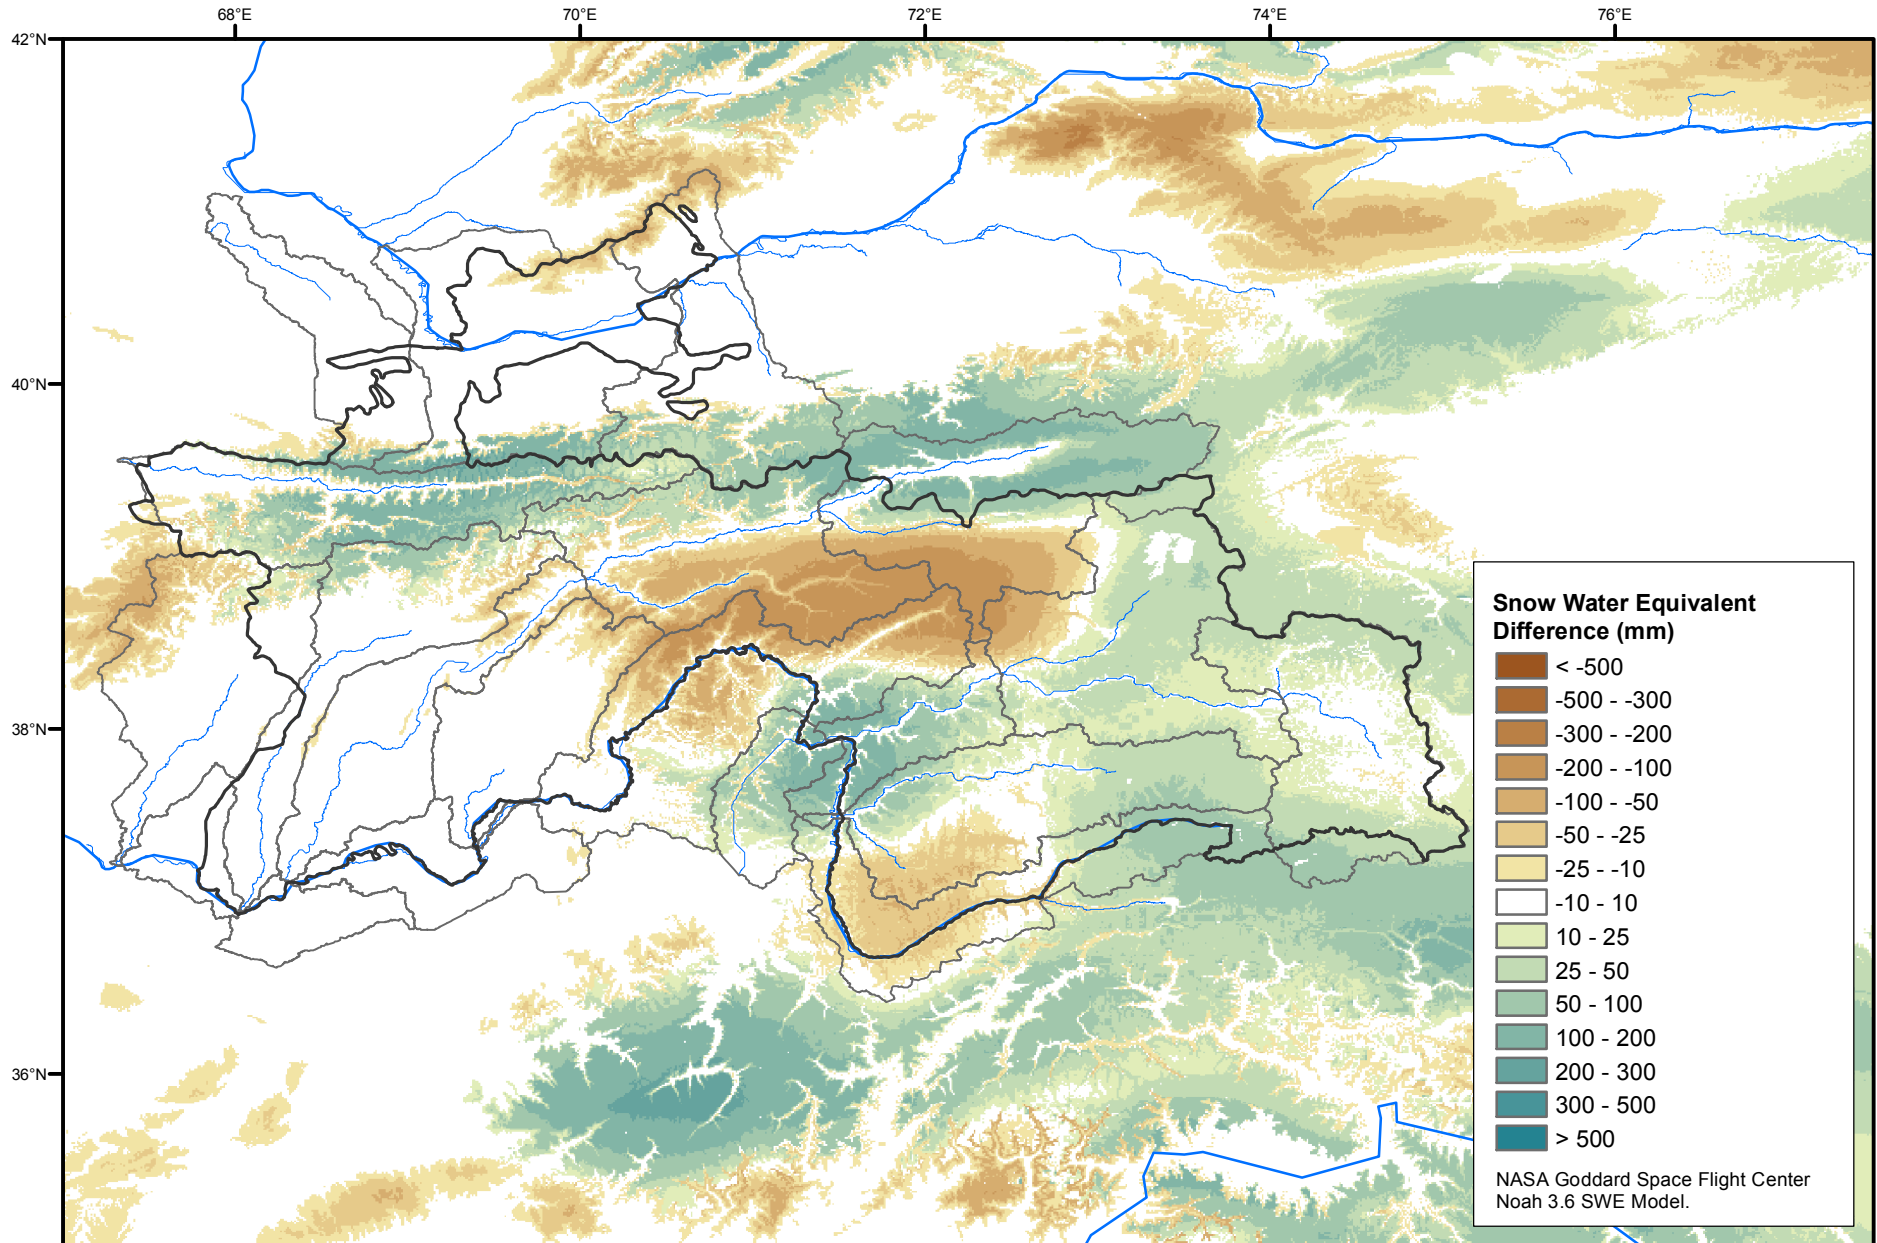 68°E
70°E
72°E
74°E
76°E
42°N
40°N
38°N
36°N
Snow Water Equivalent
Difference (mm)
< -500
-500 - -300
-300 - -200
-200 - -100
-100 - -50
-50 - -25
-25 - -10
-10 - 10
10 - 25
25 - 50
50 - 100
100 - 200
200 - 300
300 - 500
> 500
NASA Goddard Space Flight Center
Noah 3.6 SWE Model.